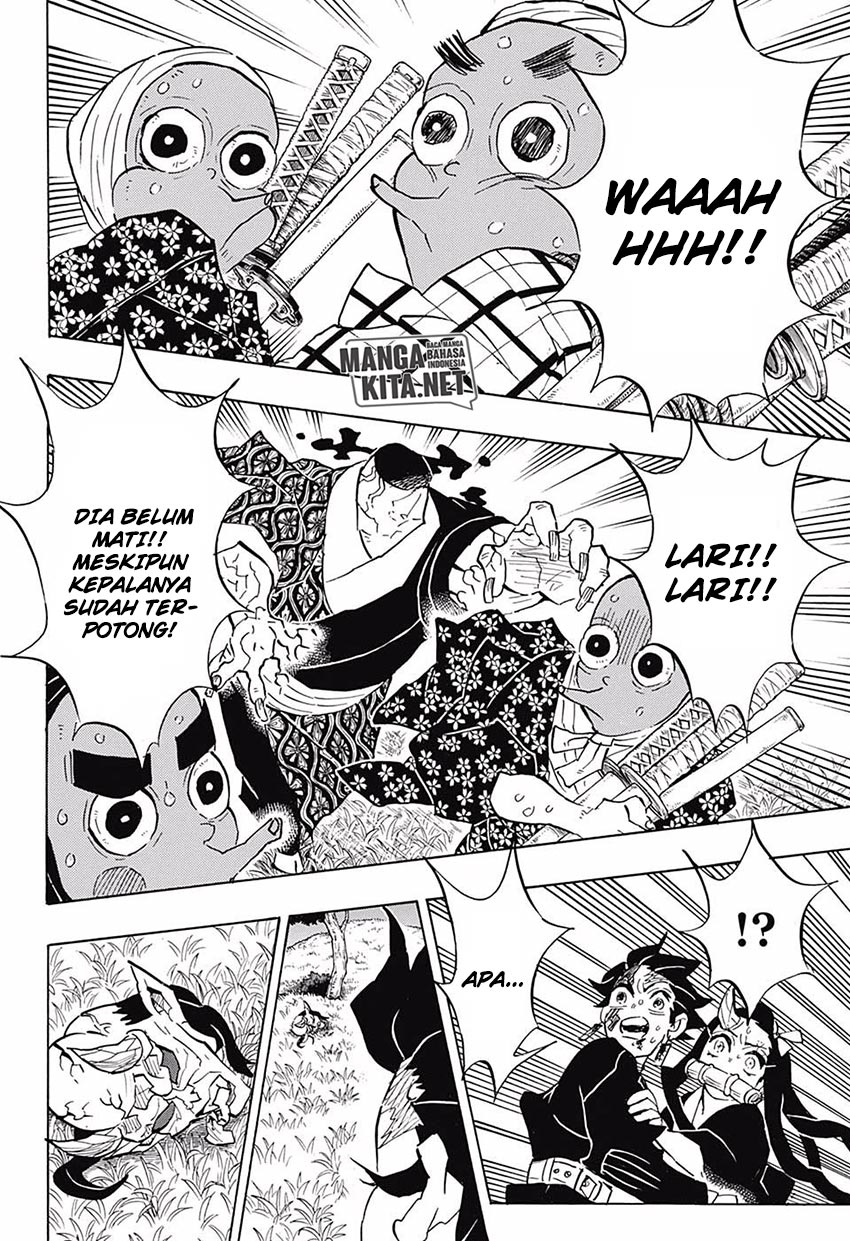 WAAAH
HHH!!
MANGA
BACA MANGA
BAHASA
INDONESIA
KITA.NET
LARI!!
LARI!!
DIA BELUM
MATI!!
MESKIPUN
KEPALANYA
SUDAH TER-
POTONG!
!?
APA...